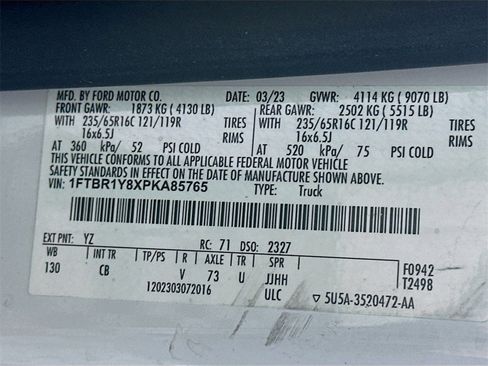 MFD. BY FORD MOTOR CO. DATE: 03/23 GVWR: 4114 KG ( 9070 LB)
FRONT GAWR: 1873 KG ( 4130 LB) REAR GAWR: 2502 KG ( 5515 LB)
WITH 235/65R16C 121/119R TIRES WITH 235/65R16C 121/119R TIRES
16x6.5J RIMS 16x6.5J RIMS
AT 360 kPa/ 52 PSI COLD AT 520 kPa/ 75 PSI COLD
THIS VEHICLE CONFORMS TO ALL APPLICABLE FEDERAL MOTOR VEHICLE
SAFETY STANDARDS IN EFFECT ON THE DATE OF MANUFACTURE SHOWN ABOVE.
VIN: 1FTBR1Y8XPKA85765 TYPE: Truck
EXT PNT: YZ RC: 71 DSO: 2327
WB INT TR TP/PS R AXLE TR SPR F0942
130 CB V 73 U JJHH T2498
1202303072016 ULC ▽ 5U5A-3520472-AA